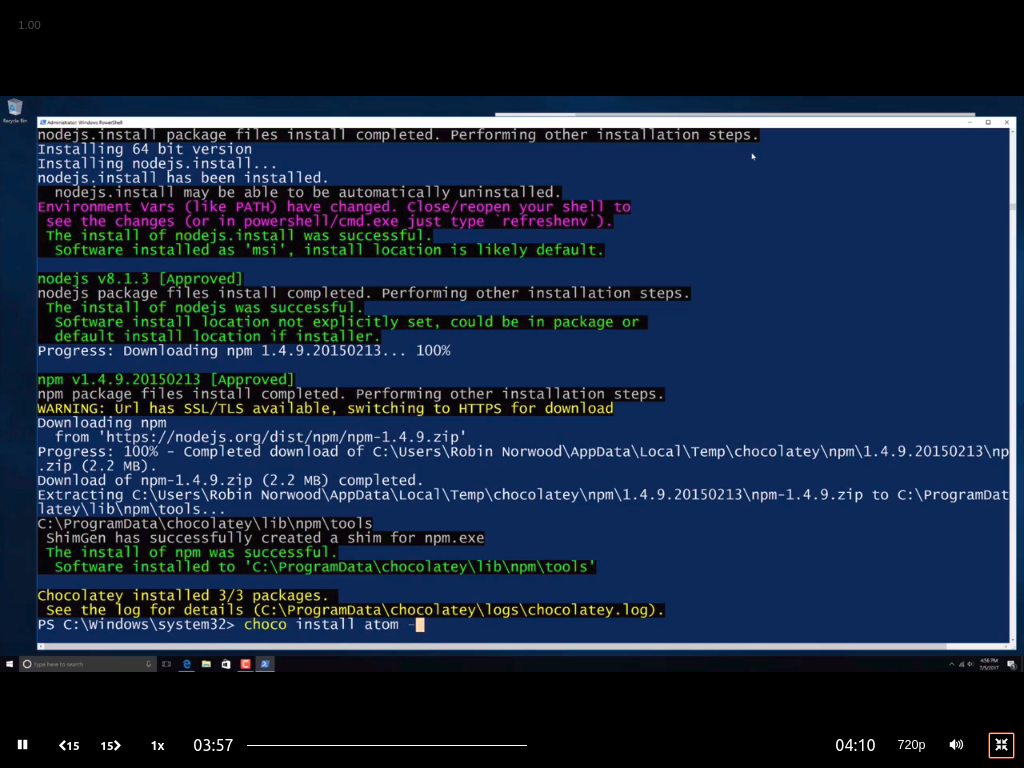 1.00
Recycle Bin
Administrator: Windows PowerShell
nodejs.install package files install completed. Performing other installation steps.
Installing 64 bit version
Installing nodejs.install...
nodejs.install has been installed.
nodejs.install may be able to be automatically uninstalled.
Environment Vars (like PATH) have changed. Close/reopen your shell to
see the changes (or in powershell/cmd.exe just type `refreshenv`).
The install of nodejs.install was successful.
Software installed as 'msi', install location is likely default.
nodejs v8.1.3 [Approved]
nodejs package files install completed. Performing other installation steps.
The install of nodejs was successful.
Software install location not explicitly set, could be in package or
default install location if installer.
Progress: Downloading npm 1.4.9.20150213... 100%
npm v1.4.9.20150213 [Approved]
npm package files install completed. Performing other installation steps.
WARNING: Url has SSL/TLS available, switching to HTTPS for download
Downloading npm
from 'https://nodejs.org/dist/npm/npm-1.4.9.zip'
Progress: 100% - Completed download of C:\Users\Robin Norwood\AppData\Local\Temp\chocolatey\npm\1.4.9.20150213\np
.zip (2.2 MB).
Download of npm-1.4.9.zip (2.2 MB) completed.
Extracting C:\Users\Robin Norwood\AppData\Local\Temp\chocolatey\npm\1.4.9.20150213\npm-1.4.9.zip to C:\ProgramDat
latey\lib\npm\tools...
C:\ProgramData\chocolatey\lib\npm\tools
ShimGen has successfully created a shim for npm.exe
The install of npm was successful.
Software installed to 'C:\ProgramData\chocolatey\lib\npm\tools'
Chocolatey installed 3/3 packages.
See the log for details (C:\ProgramData\chocolatey\logs\chocolatey.log).
PS C:\Windows\system32> choco install atom -
Type here to search
4:56 PM
7/5/2017
15
15
1x
03:57
04:10
720p